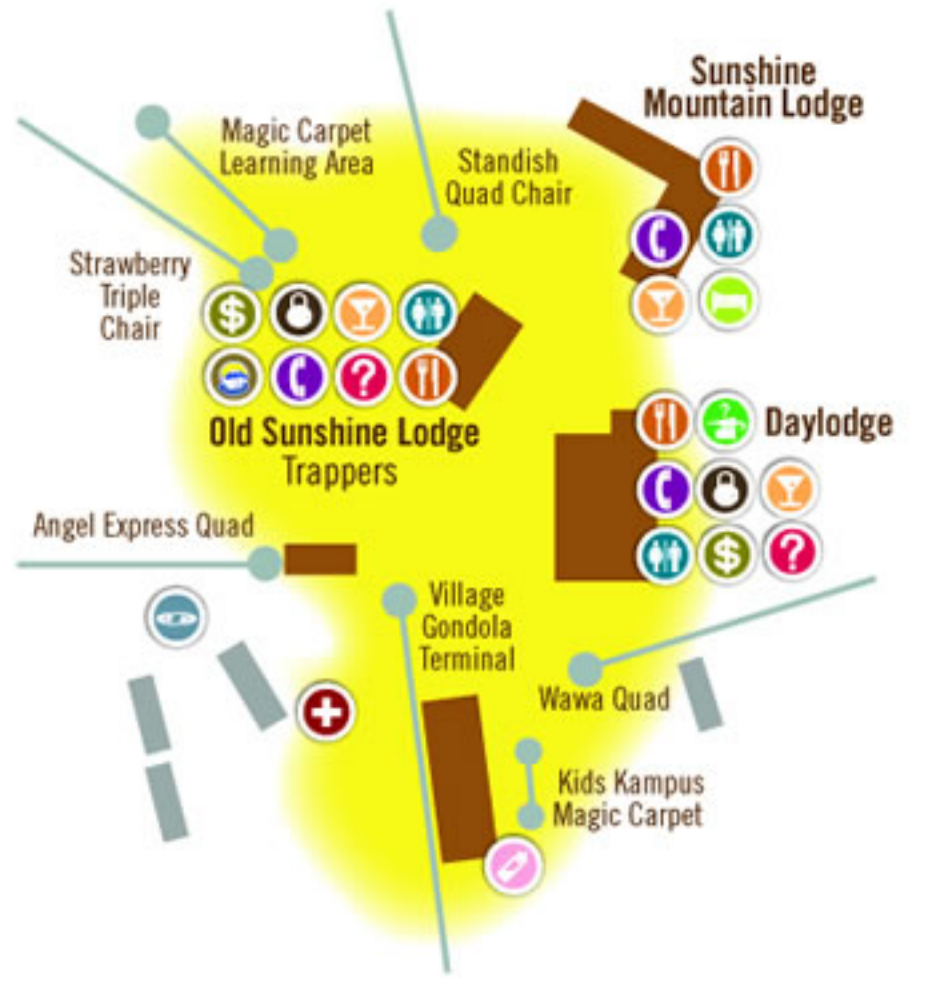 Sunshine
Mountain Lodge
Magic Carpet
Learning Area
Standish
Quad Chair
Strawberry
Triple
Chair
$
?
Old Sunshine Lodge
Trappers
Daylodge
$
?
Angel Express Quad
Village
Gondola
Terminal
Wawa Quad
Kids Kampus
Magic Carpet